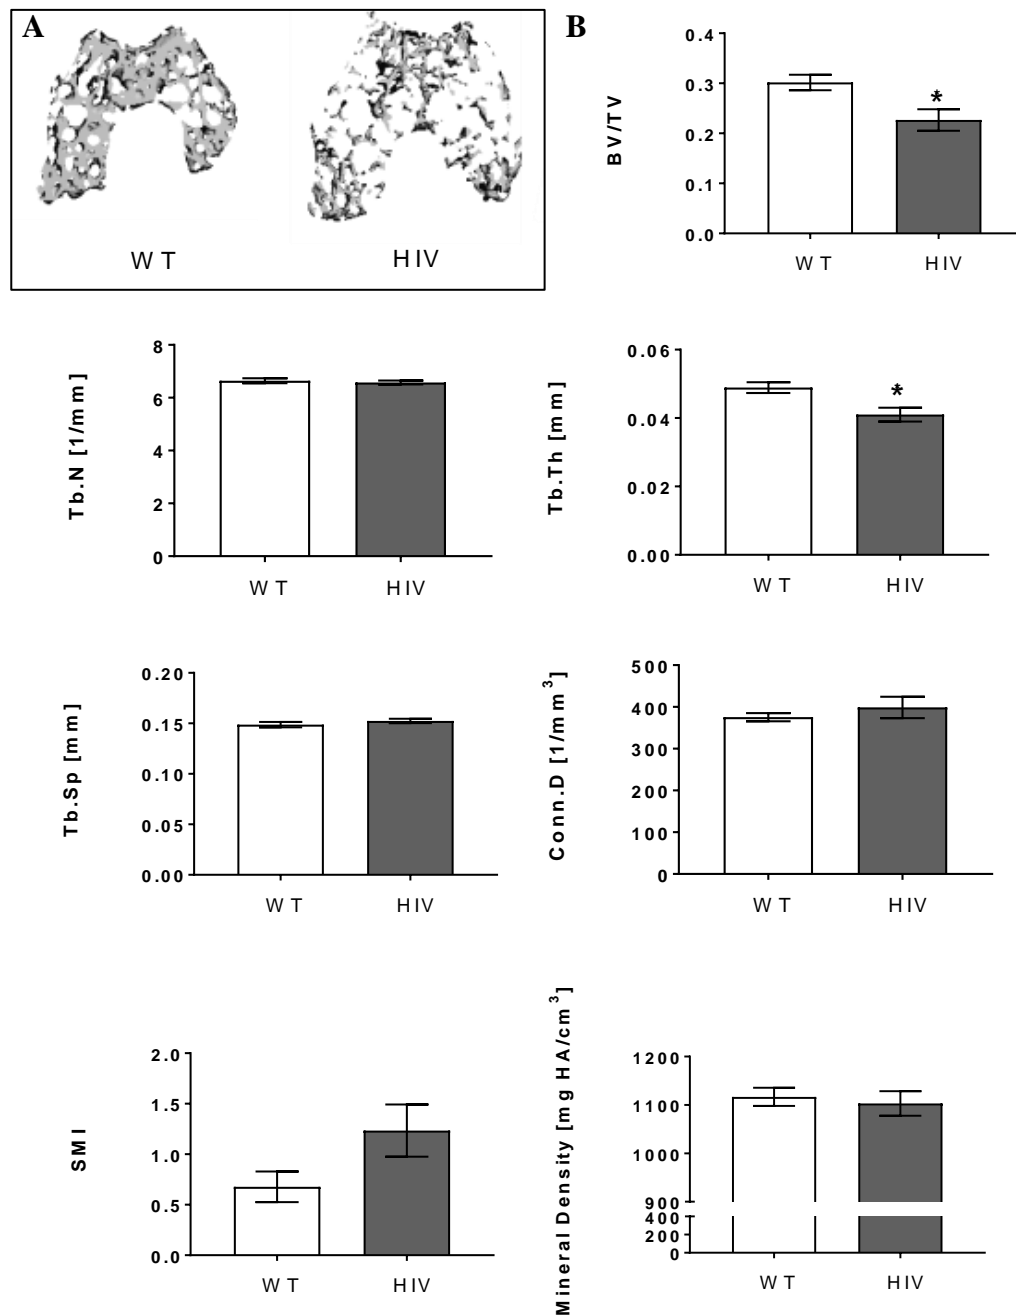 A
WT
HIV
B
BV/TV
0.4
0.3
0.2
0.1
0.0
*
WT
HIV
Tb.N [1/mm]
8
6
4
2
0
WT
HIV
Tb.Th [mm]
0.06
0.04
0.02
0.00
*
WT
HIV
Tb.Sp [mm]
0.20
0.15
0.10
0.05
0.00
WT
HIV
Conn.D [1/mm³]
500
400
300
200
100
0
WT
HIV
SMI
2.0
1.5
1.0
0.5
0.0
WT
HIV
Mineral Density [mg HA/cm³]
1200
1100
1000
900
400
200
0
WT
HIV